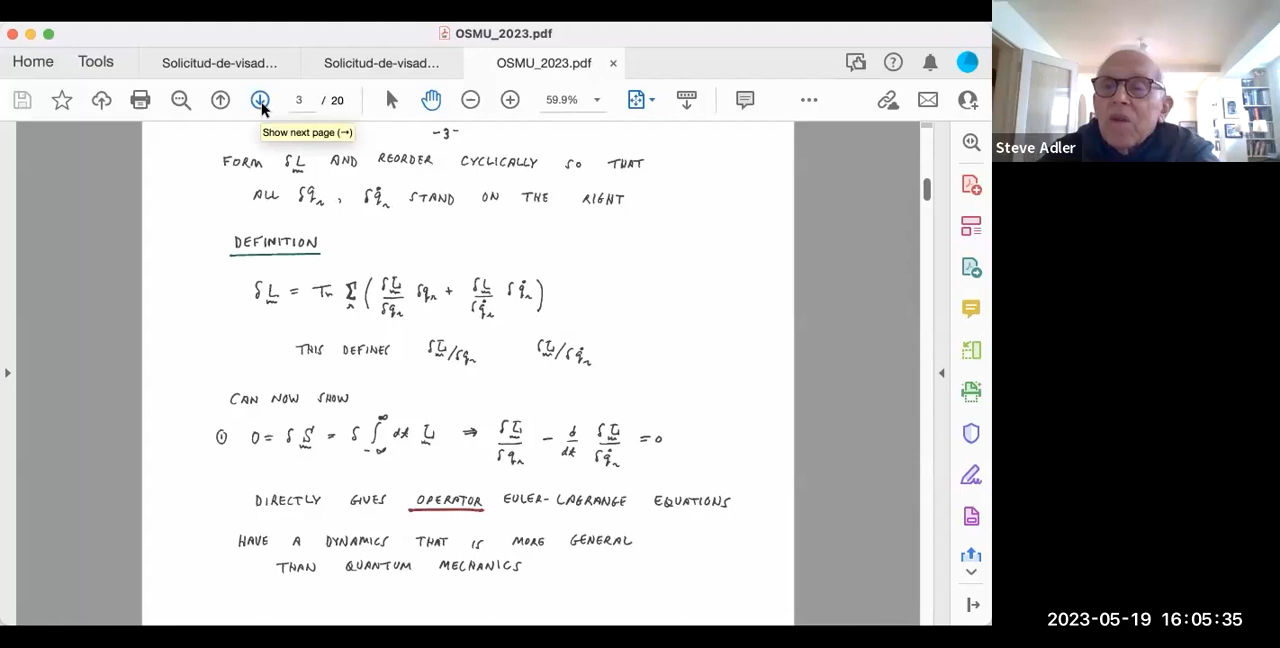 OSMU_2023.pdf
Home Tools Solicitud-de-visad... Solicitud-de-visad... OSMU_2023.pdf ×
3 / 20 59.9%
Show next page (→)
Steve Adler
-3-
FORM δL AND REORDER CYCLICALLY SO THAT
ALL δq_r, δq̇_r STAND ON THE RIGHT
DEFINITION
δL = Tr Σ_r ( δL/δq_r δq_r + δL/δq̇_r δq̇_r )
THIS DEFINES δL/δq_r δL/δq̇_r
CAN NOW SHOW
① 0 = δS = δ ∫_{-∞}^{∞} dt L ⇒ δL/δq_r - d/dt δL/δq̇_r = 0
DIRECTLY GIVES OPERATOR EULER-LAGRANGE EQUATIONS
HAVE A DYNAMICS THAT IS MORE GENERAL
THAN QUANTUM MECHANICS
2023-05-19 16:05:35